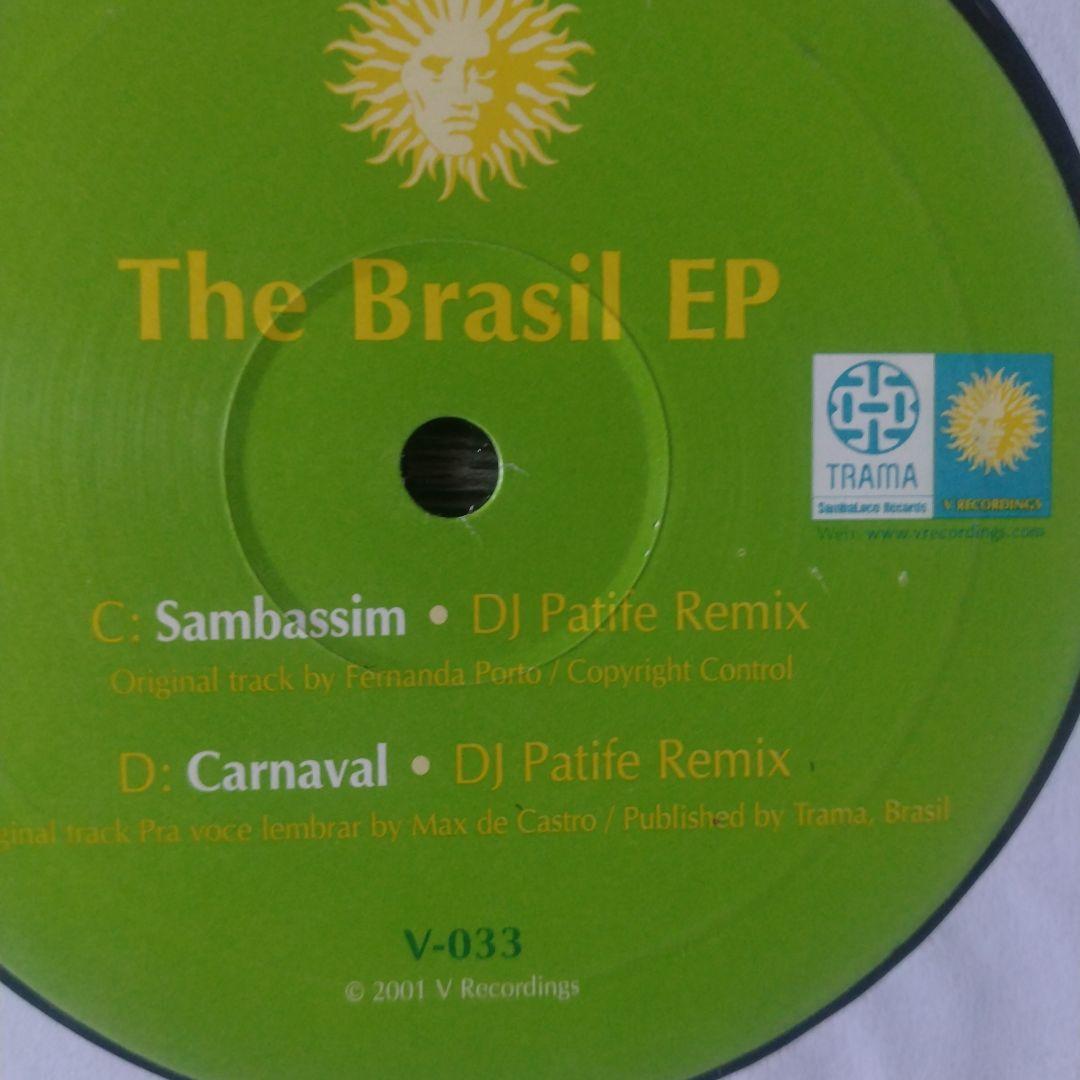 The Brasil EP
TRAMA
SambaLoco Records
V RECORDINGS
www.vrecordings.com
C: Sambassim • DJ Patife Remix
Original track by Fernanda Porto / Copyright Control
D: Carnaval • DJ Patife Remix
ginal track Pra voce lembrar by Max de Castro / Published by Trama, Brasil
V-033
© 2001 V Recordings